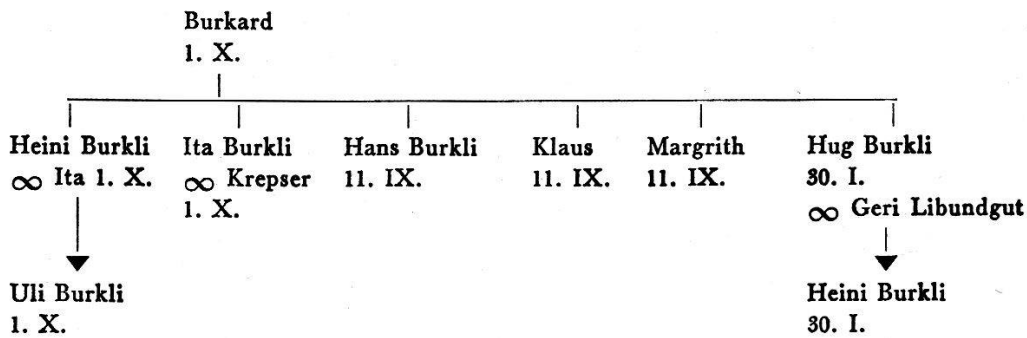 Burkard
1. X.
Heini Burkli
∞ Ita 1. X.
Ita Burkli
∞ Krepser
1. X.
Hans Burkli
11. IX.
Klaus
11. IX.
Margrith
11. IX.
Hug Burkli
30. I.
∞ Geri Libundgut
Uli Burkli
1. X.
Heini Burkli
30. I.